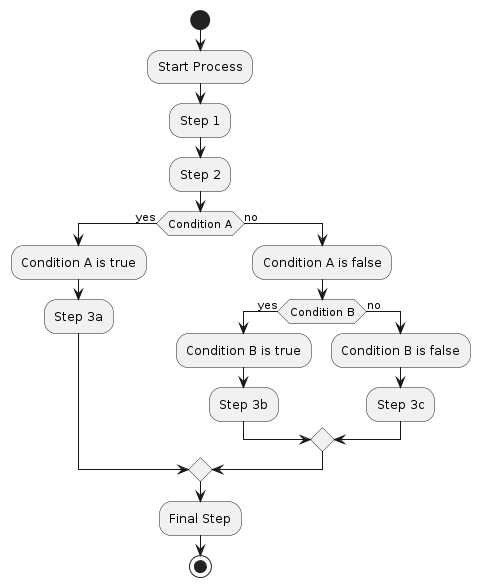 Start Process
Step 1
Step 2
yes
Condition A
no
Condition A is true
Condition A is false
Step 3a
yes
Condition B
no
Condition B is true
Condition B is false
Step 3b
Step 3c
Final Step